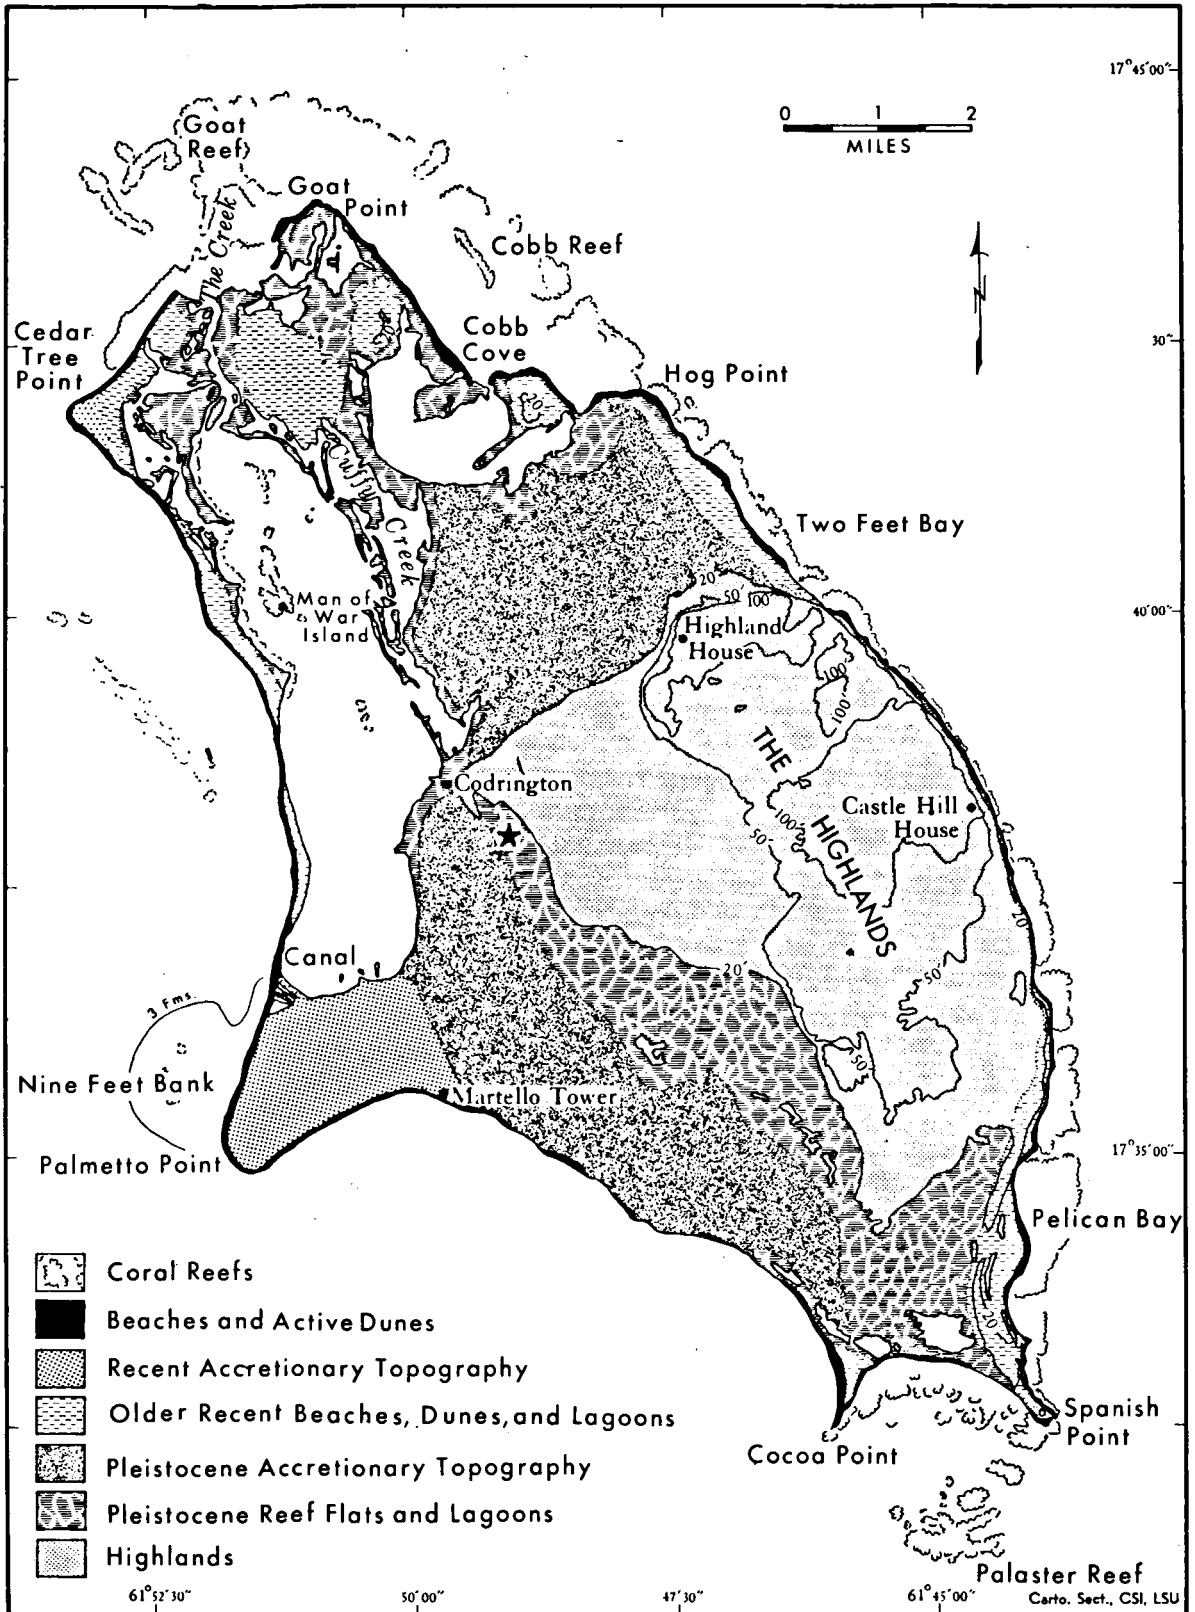 17°45'00"
Goat
Reef
0 1 2
MILES
Goat
Point
The Creek
Cobb Reef
Cedar
Tree
Point
Cobb
Cove
30"
20'
Hog Point
20'
Cuffy
Creek
Two Feet Bay
20'
50' 100'
Man of
War
Island
40'00"
Highland
House
100'
100'
THE
HIGHLANDS
Codrington
Castle Hill
House
100'
50'
20'
Canal
20'
50'
3 Fms.
50'
Nine Feet Bank
Martello Tower
Palmetto Point
17°35'00"
Pelican Bay
Coral Reefs
Beaches and Active Dunes
20'
Recent Accretionary Topography
Older Recent Beaches, Dunes, and Lagoons
Spanish
Point
Cocoa Point
Pleistocene Accretionary Topography
Pleistocene Reef Flats and Lagoons
Highlands
Palaster Reef
61°52'30"
50'00"
47'30"
61°45'00"
Carto. Sect., CSI, LSU